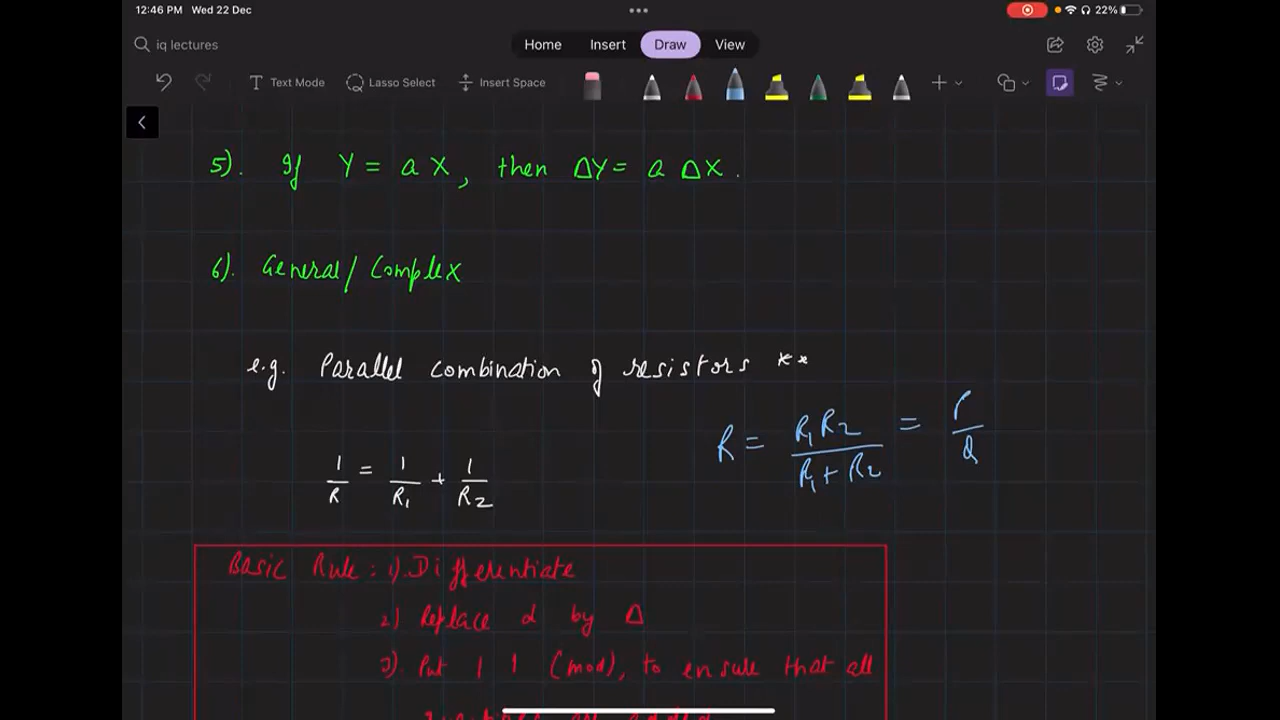 12:46 PM Wed 22 Dec
22%
iq lectures
Home Insert Draw View
Text Mode Lasso Select Insert Space
5). If Y = a X, then ΔY = a ΔX.
6). General/Complex
e.g. Parallel combination of resistors **
R = R₁R₂/R₁+R₂ = P/Q
1/R = 1/R₁ + 1/R₂
Basic Rule: 1). Differentiate
2) Replace d by Δ
3). Put | | (mod), to ensure that all